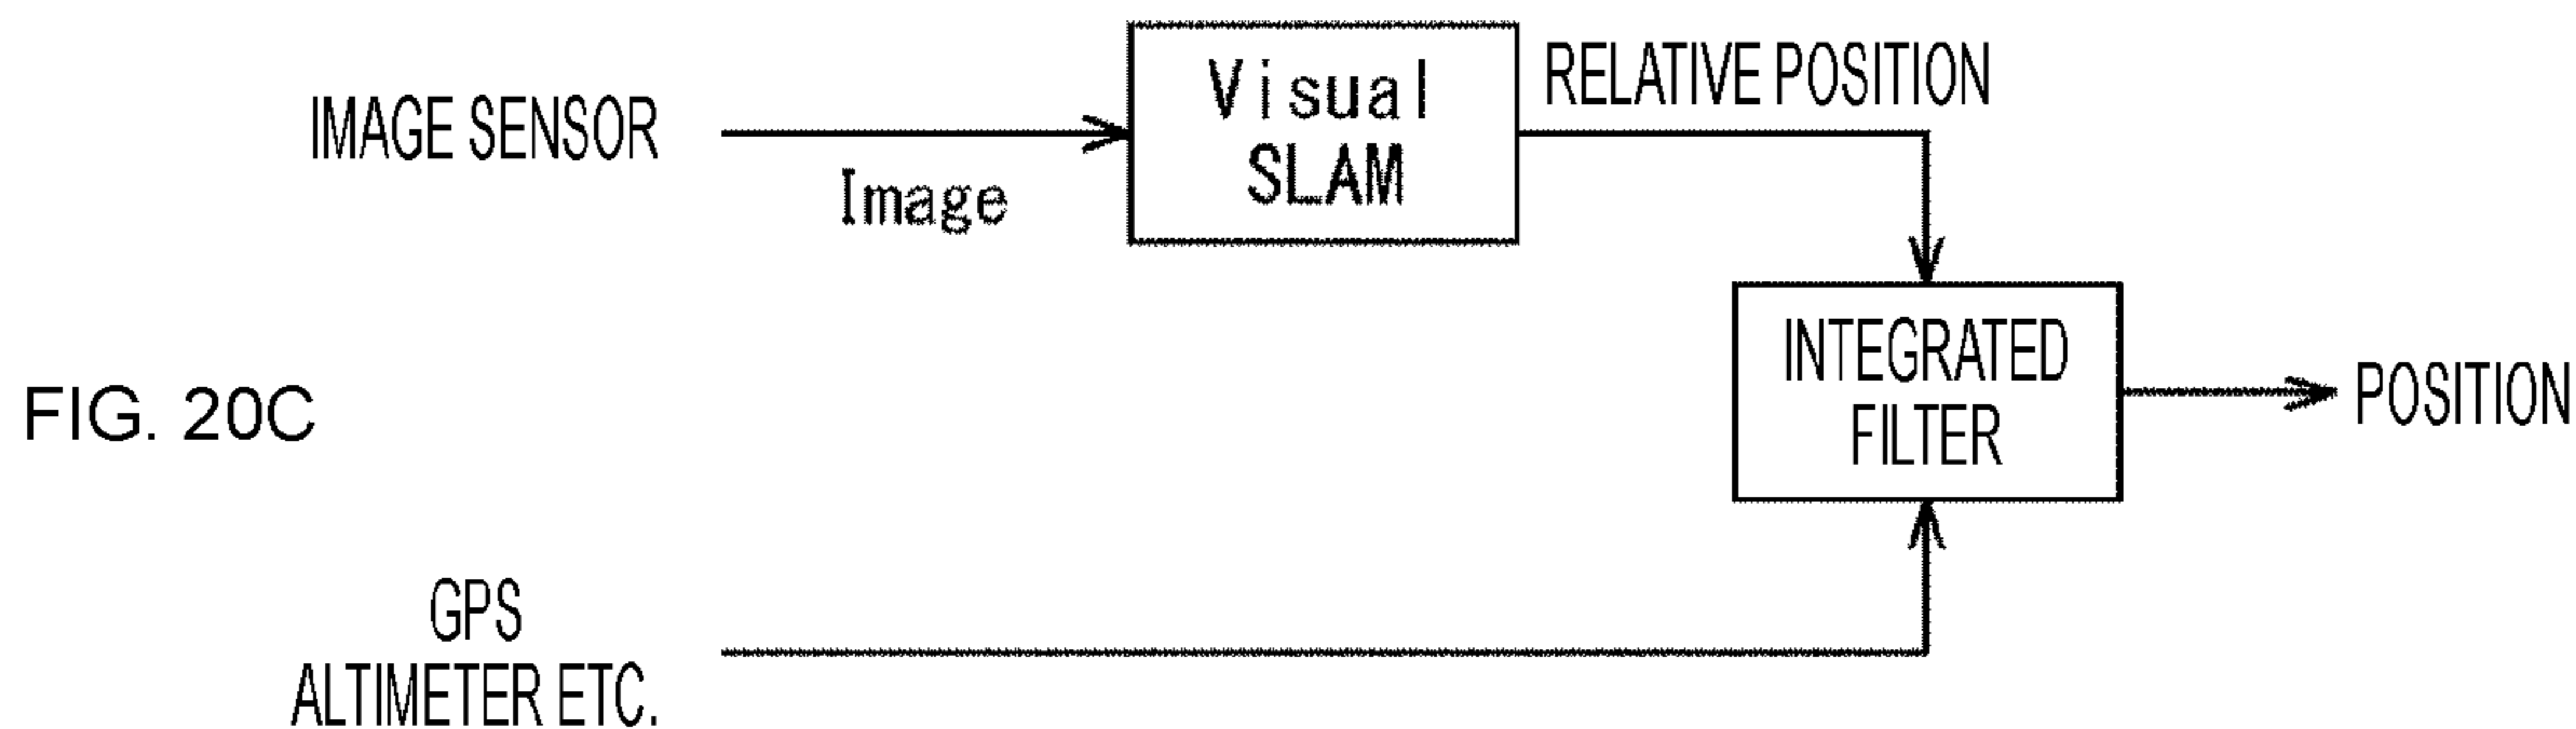 IMAGE SENSOR
Image
Visual
SLAM
RELATIVE POSITION
INTEGRATED
FILTER
POSITION
FIG. 20C
GPS
ALTIMETER ETC.